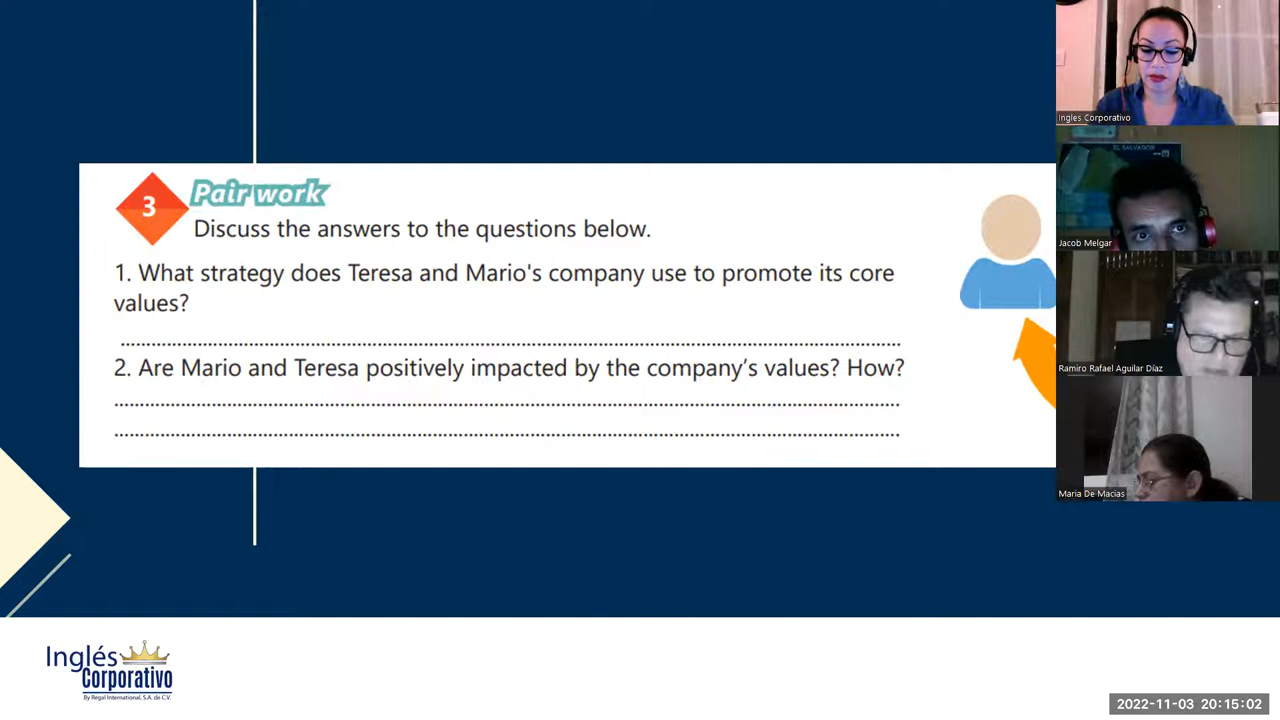 3
Pair work
Discuss the answers to the questions below.
1. What strategy does Teresa and Mario's company use to promote its core
values?
2. Are Mario and Teresa positively impacted by the company's values? How?
Ingles Corporativo
EL SALVADOR
Jacob Melgar
Ramiro Rafael Aguilar Díaz
Maria De Macias
Inglés
Corporativo
By Regal International, S.A. de C.V.
2022-11-03 20:15:02